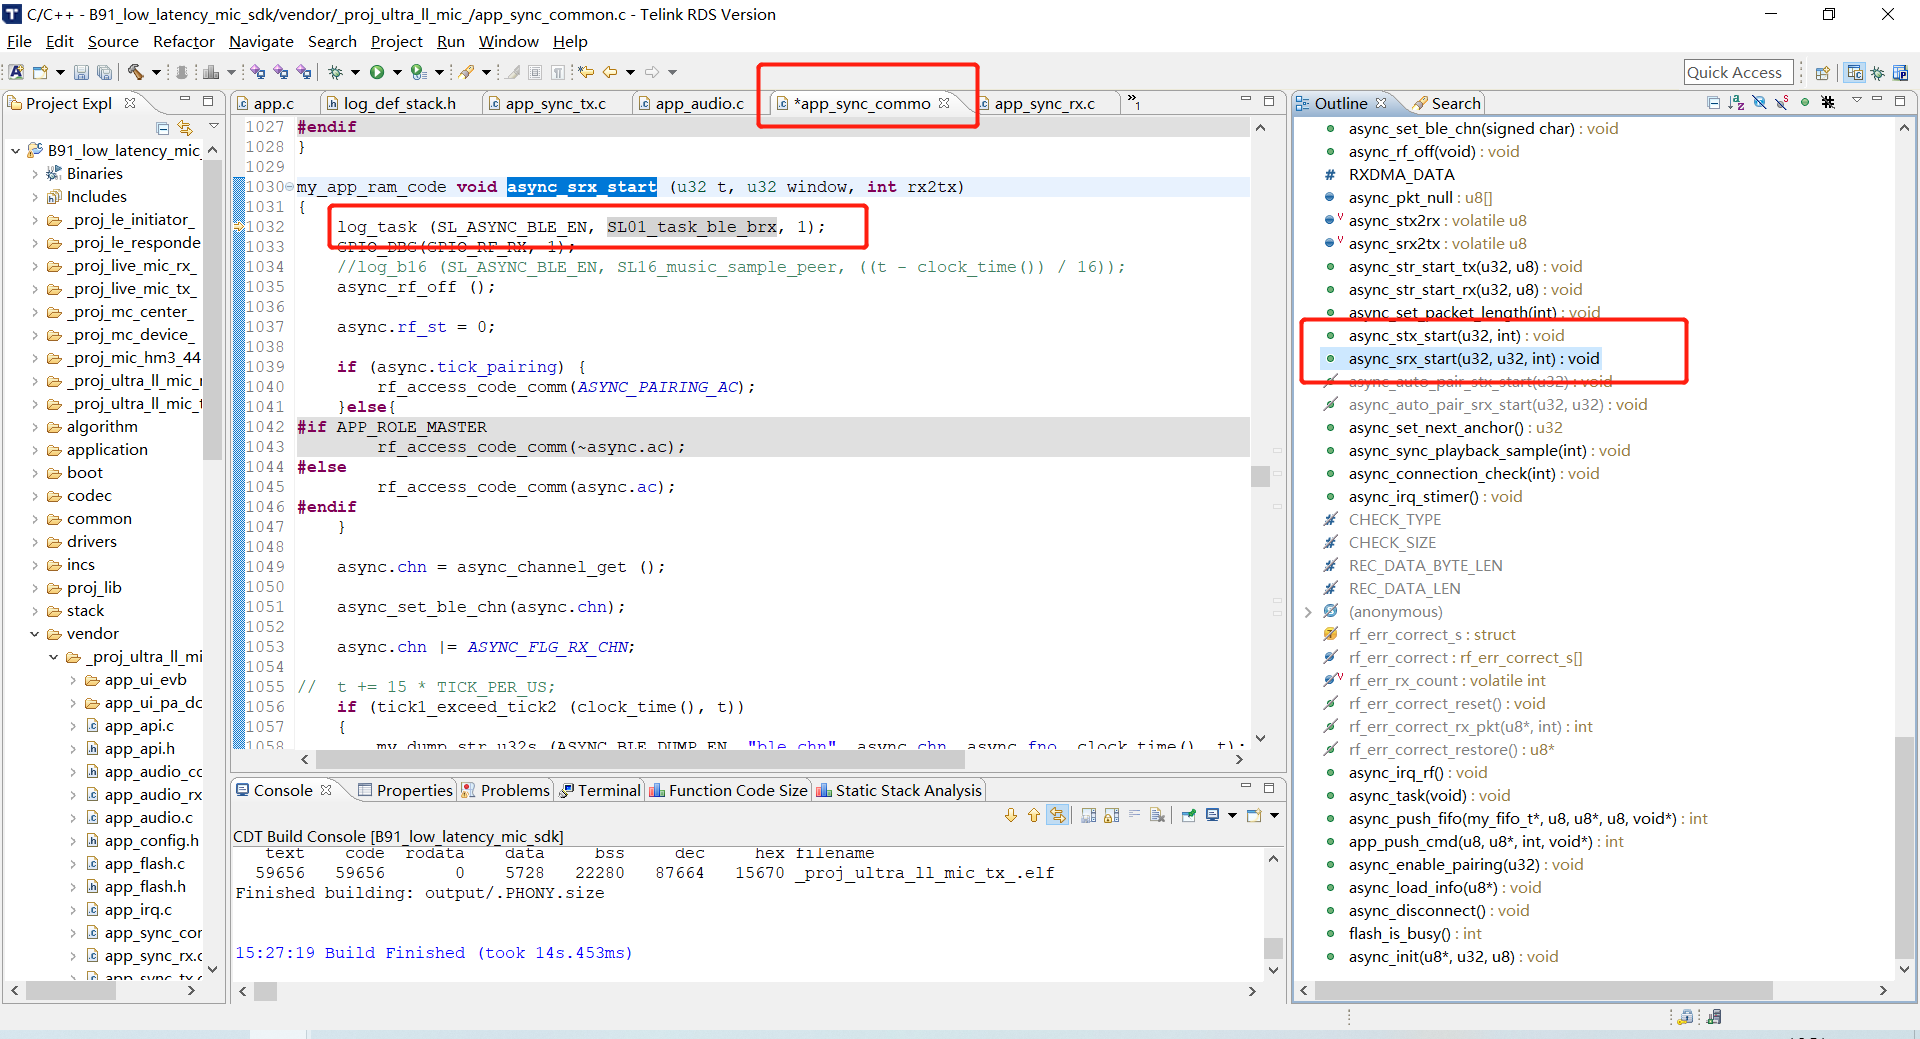 C/C++ - B91_low_latency_mic_sdk/vendor/_proj_ultra_ll_mic_/app_sync_common.c - Telink RDS Version
File Edit Source Refactor Navigate Search Project Run Window Help
Quick Access
Project Expl
B91_low_latency_mic_
Binaries
Includes
_proj_le_initiator_
_proj_le_responde
_proj_live_mic_rx_
_proj_live_mic_tx_
_proj_mc_center_
_proj_mc_device_
_proj_mic_hm3_44
_proj_ultra_ll_mic_r
_proj_ultra_ll_mic_t
algorithm
application
boot
codec
common
drivers
incs
proj_lib
stack
vendor
_proj_ultra_ll_mi
app_ui_evb
app_ui_pa_dc
app_api.c
app_api.h
app_audio_cc
app_audio_rx
app_audio.c
app_config.h
app_flash.c
app_flash.h
app_irq.c
app_sync_cor
app_sync_rx.c
app_sync_tx.c
app.c log_def_stack.h app_sync_tx.c app_audio.c *app_sync_commo app_sync_rx.c »1
1027 #endif
1028 }
1029
1030 my_app_ram_code void async_srx_start (u32 t, u32 window, int rx2tx)
1031 {
1032 log_task (SL_ASYNC_BLE_EN, SL01_task_ble_brx, 1);
1033 GPIO_DBG(GPIO_RF_RX, 1);
1034 //log_b16 (SL_ASYNC_BLE_EN, SL16_music_sample_peer, ((t - clock_time()) / 16));
1035 async_rf_off ();
1036
1037 async.rf_st = 0;
1038
1039 if (async.tick_pairing) {
1040 rf_access_code_comm(ASYNC_PAIRING_AC);
1041 }else{
1042 #if APP_ROLE_MASTER
1043 rf_access_code_comm(~async.ac);
1044 #else
1045 rf_access_code_comm(async.ac);
1046 #endif
1047 }
1048
1049 async.chn = async_channel_get ();
1050
1051 async_set_ble_chn(async.chn);
1052
1053 async.chn |= ASYNC_FLG_RX_CHN;
1054
1055 // t += 15 * TICK_PER_US;
1056 if (tick1_exceed_tick2 (clock_time(), t))
1057 {
1058 my_dump_str_u32s (ASYNC_BLE_DUMP_EN, "ble chn", async.chn, async.fno, clock_time(), t);
Console Properties Problems Terminal Function Code Size Static Stack Analysis
CDT Build Console [B91_low_latency_mic_sdk]
text code rodata data bss dec hex filename
59656 59656 0 5728 22280 87664 15670 _proj_ultra_ll_mic_tx_.elf
Finished building: output/.PHONY.size
15:27:19 Build Finished (took 14s.453ms)
Outline Search
async_set_ble_chn(signed char) : void
async_rf_off(void) : void
RXDMA_DATA
async_pkt_null : u8[]
async_stx2rx : volatile u8
async_srx2tx : volatile u8
async_str_start_tx(u32, u8) : void
async_str_start_rx(u32, u8) : void
async_set_packet_length(int) : void
async_stx_start(u32, int) : void
async_srx_start(u32, u32, int) : void
async_auto_pair_stx_start(u32) : void
async_auto_pair_srx_start(u32, u32) : void
async_set_next_anchor() : u32
async_sync_playback_sample(int) : void
async_connection_check(int) : void
async_irq_stimer() : void
CHECK_TYPE
CHECK_SIZE
REC_DATA_BYTE_LEN
REC_DATA_LEN
(anonymous)
rf_err_correct_s : struct
rf_err_correct : rf_err_correct_s[]
rf_err_rx_count : volatile int
rf_err_correct_reset() : void
rf_err_correct_rx_pkt(u8*, int) : int
rf_err_correct_restore() : u8*
async_irq_rf() : void
async_task(void) : void
async_push_fifo(my_fifo_t*, u8, u8*, u8, void*) : int
app_push_cmd(u8, u8*, int, void*) : int
async_enable_pairing(u32) : void
async_load_info(u8*) : void
async_disconnect() : void
flash_is_busy() : int
async_init(u8*, u32, u8) : void